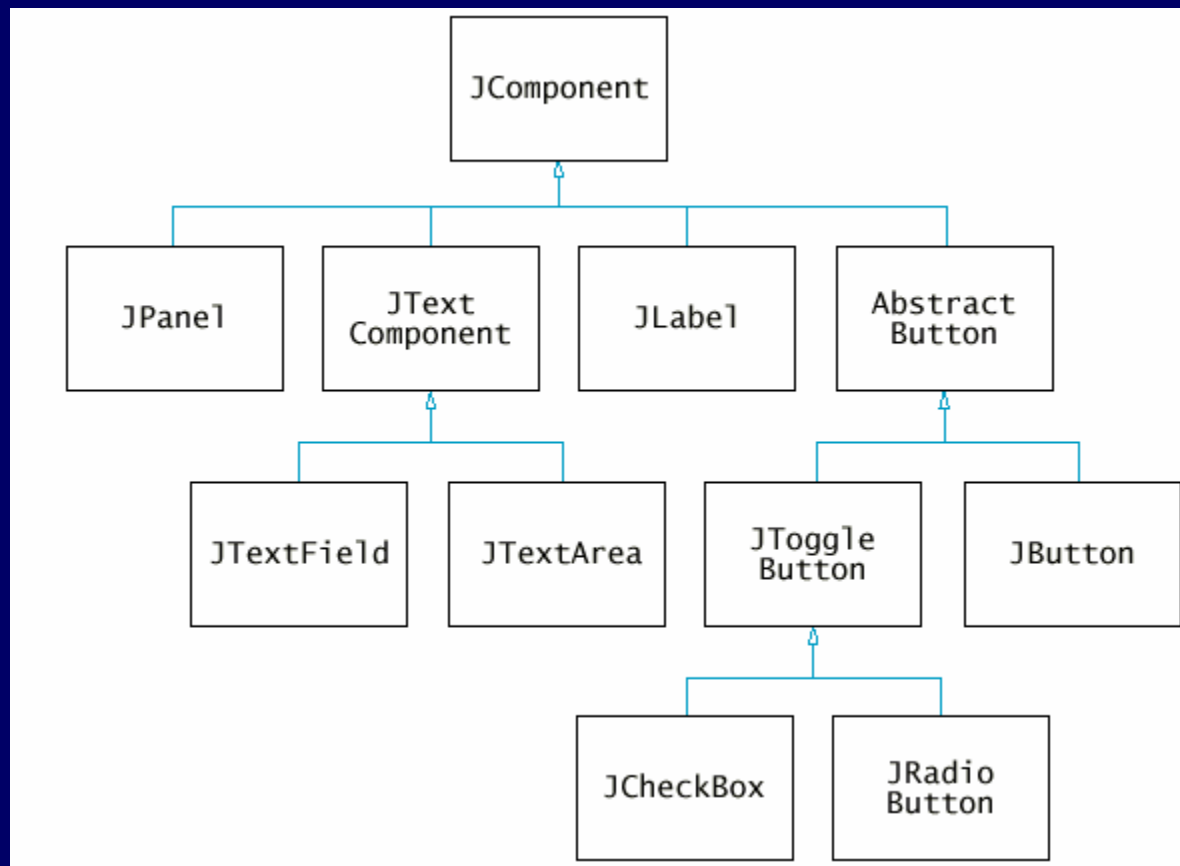 JComponent
JPanel
JText
Component
JLabel
Abstract
Button
JTextField
JTextArea
JToggle
Button
JButton
JCheckBox
JRadio
Button